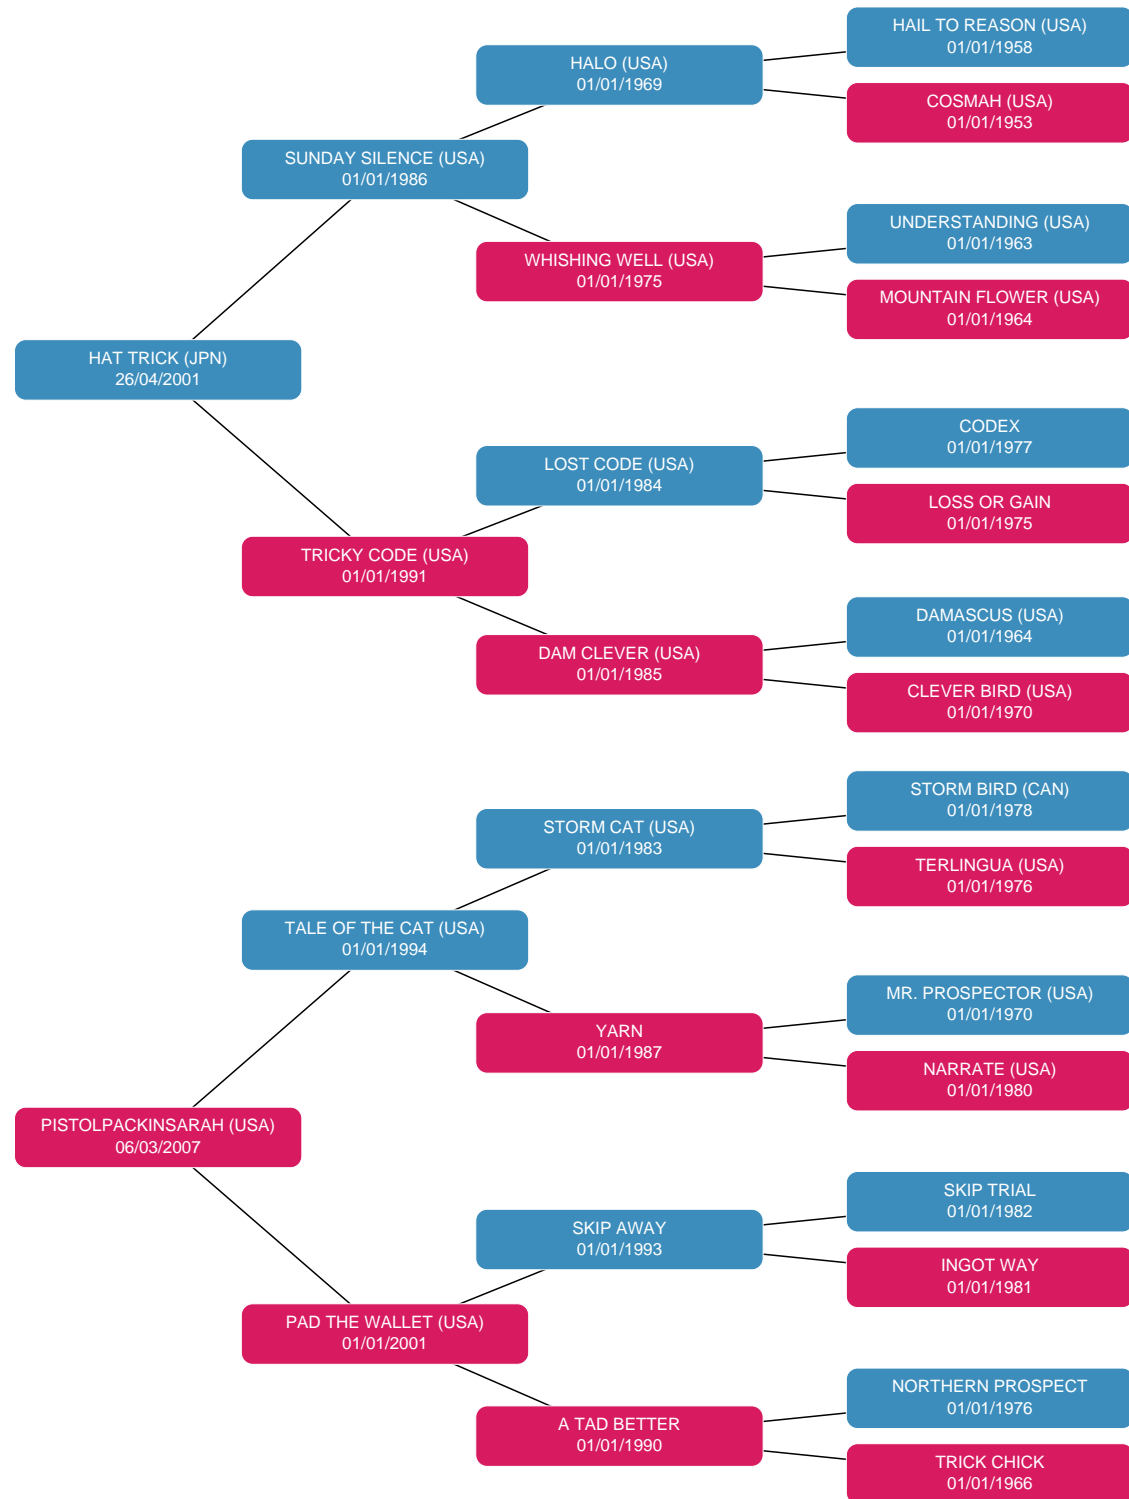 HAIL TO REASON (USA)
01/01/1958
HALO (USA)
01/01/1969
COSMAH (USA)
01/01/1953
SUNDAY SILENCE (USA)
01/01/1986
UNDERSTANDING (USA)
01/01/1963
WHISHING WELL (USA)
01/01/1975
MOUNTAIN FLOWER (USA)
01/01/1964
HAT TRICK (JPN)
26/04/2001
CODEX
01/01/1977
LOST CODE (USA)
01/01/1984
LOSS OR GAIN
01/01/1975
TRICKY CODE (USA)
01/01/1991
DAMASCUS (USA)
01/01/1964
DAM CLEVER (USA)
01/01/1985
CLEVER BIRD (USA)
01/01/1970
STORM BIRD (CAN)
01/01/1978
STORM CAT (USA)
01/01/1983
TERLINGUA (USA)
01/01/1976
TALE OF THE CAT (USA)
01/01/1994
MR. PROSPECTOR (USA)
01/01/1970
YARN
01/01/1987
NARRATE (USA)
01/01/1980
PISTOLPACKINSARAH (USA)
06/03/2007
SKIP TRIAL
01/01/1982
SKIP AWAY
01/01/1993
INGOT WAY
01/01/1981
PAD THE WALLET (USA)
01/01/2001
NORTHERN PROSPECT
01/01/1976
A TAD BETTER
01/01/1990
TRICK CHICK
01/01/1966